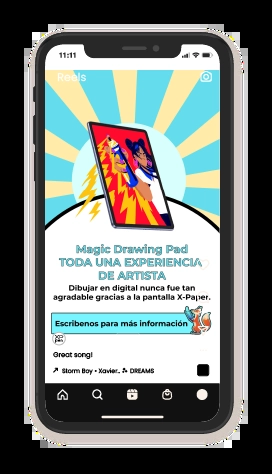 11:11
Reels
Magic Drawing Pad
TODA UNA EXPERIENCIA
DE ARTISTA
Dibujar en digital nunca fue tan
agradable gracias a la pantalla X-Paper.
Escribenos para más información
Great song!
↗ Storm Boy • Xavier.. DREAMS